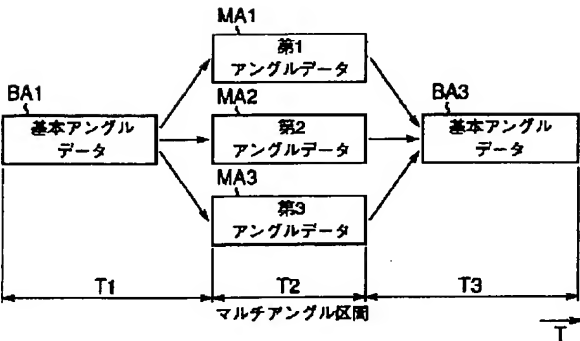 MA1
第1
アングルデータ
BA1
基本アングル
データ
MA2
第2
アングルデータ
BA3
基本アングル
データ
MA3
第3
アングルデータ
T1
T2
T3
マルチアングル区間
T